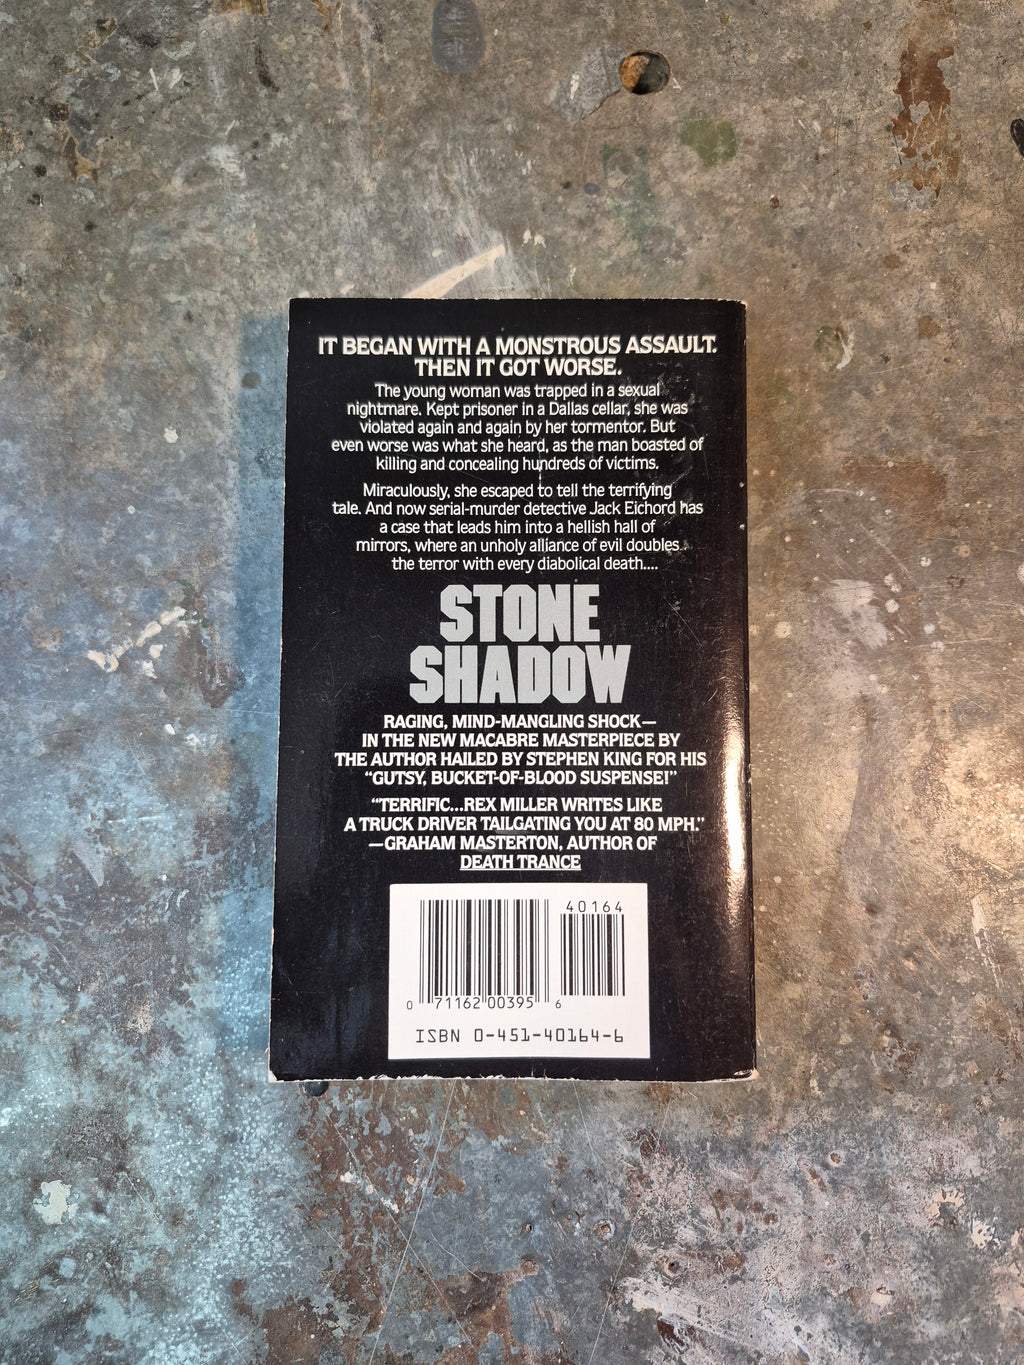 IT BEGAN WITH A MONSTROUS ASSAULT.
THEN IT GOT WORSE.
The young woman was trapped in a sexual
nightmare. Kept prisoner in a Dallas cellar, she was
violated again and again by her tormentor. But
even worse was what she heard, as the man boasted of
killing and concealing hundreds of victims.
Miraculously, she escaped to tell the terrifying
tale. And now serial-murder detective Jack Eichord has
a case that leads him into a hellish hall of
mirrors, where an unholy alliance of evil doubles
the terror with every diabolical death....
STONE
SHADOW
RAGING, MIND-MANGLING SHOCK—
IN THE NEW MACABRE MASTERPIECE BY
THE AUTHOR HAILED BY STEPHEN KING FOR HIS
“GUTSY, BUCKET-OF-BLOOD SUSPENSE!”
“TERRIFIC...REX MILLER WRITES LIKE
A TRUCK DRIVER TAILGATING YOU AT 80 MPH.”
—GRAHAM MASTERTON, AUTHOR OF
DEATH TRANCE
40164
0 71162 00395 6
ISBN 0-451-40164-6